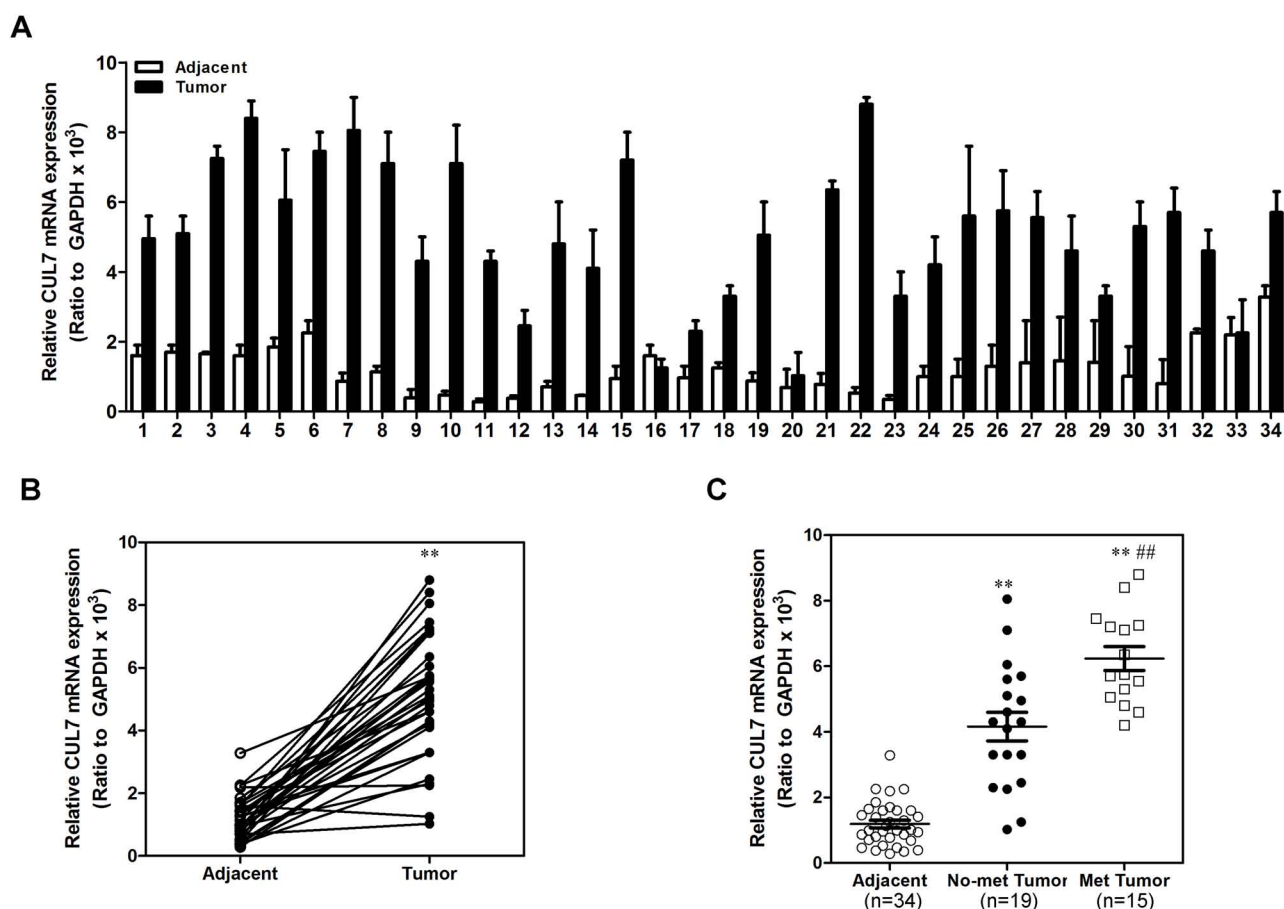 A
Relative CUL7 mRNA expression
(Ratio to GAPDH x 10³)
10
8
6
4
2
0
Adjacent
Tumor
1 2 3 4 5 6 7 8 9 10 11 12 13 14 15 16 17 18 19 20 21 22 23 24 25 26 27 28 29 30 31 32 33 34
B
Relative CUL7 mRNA expression
(Ratio to GAPDH x 10³)
10
8
6
4
2
0
**
Adjacent Tumor
C
Relative CUL7 mRNA expression
(Ratio to GAPDH x 10³)
10
8
6
4
2
0
**
** ##
Adjacent No-met Tumor Met Tumor
(n=34) (n=19) (n=15)